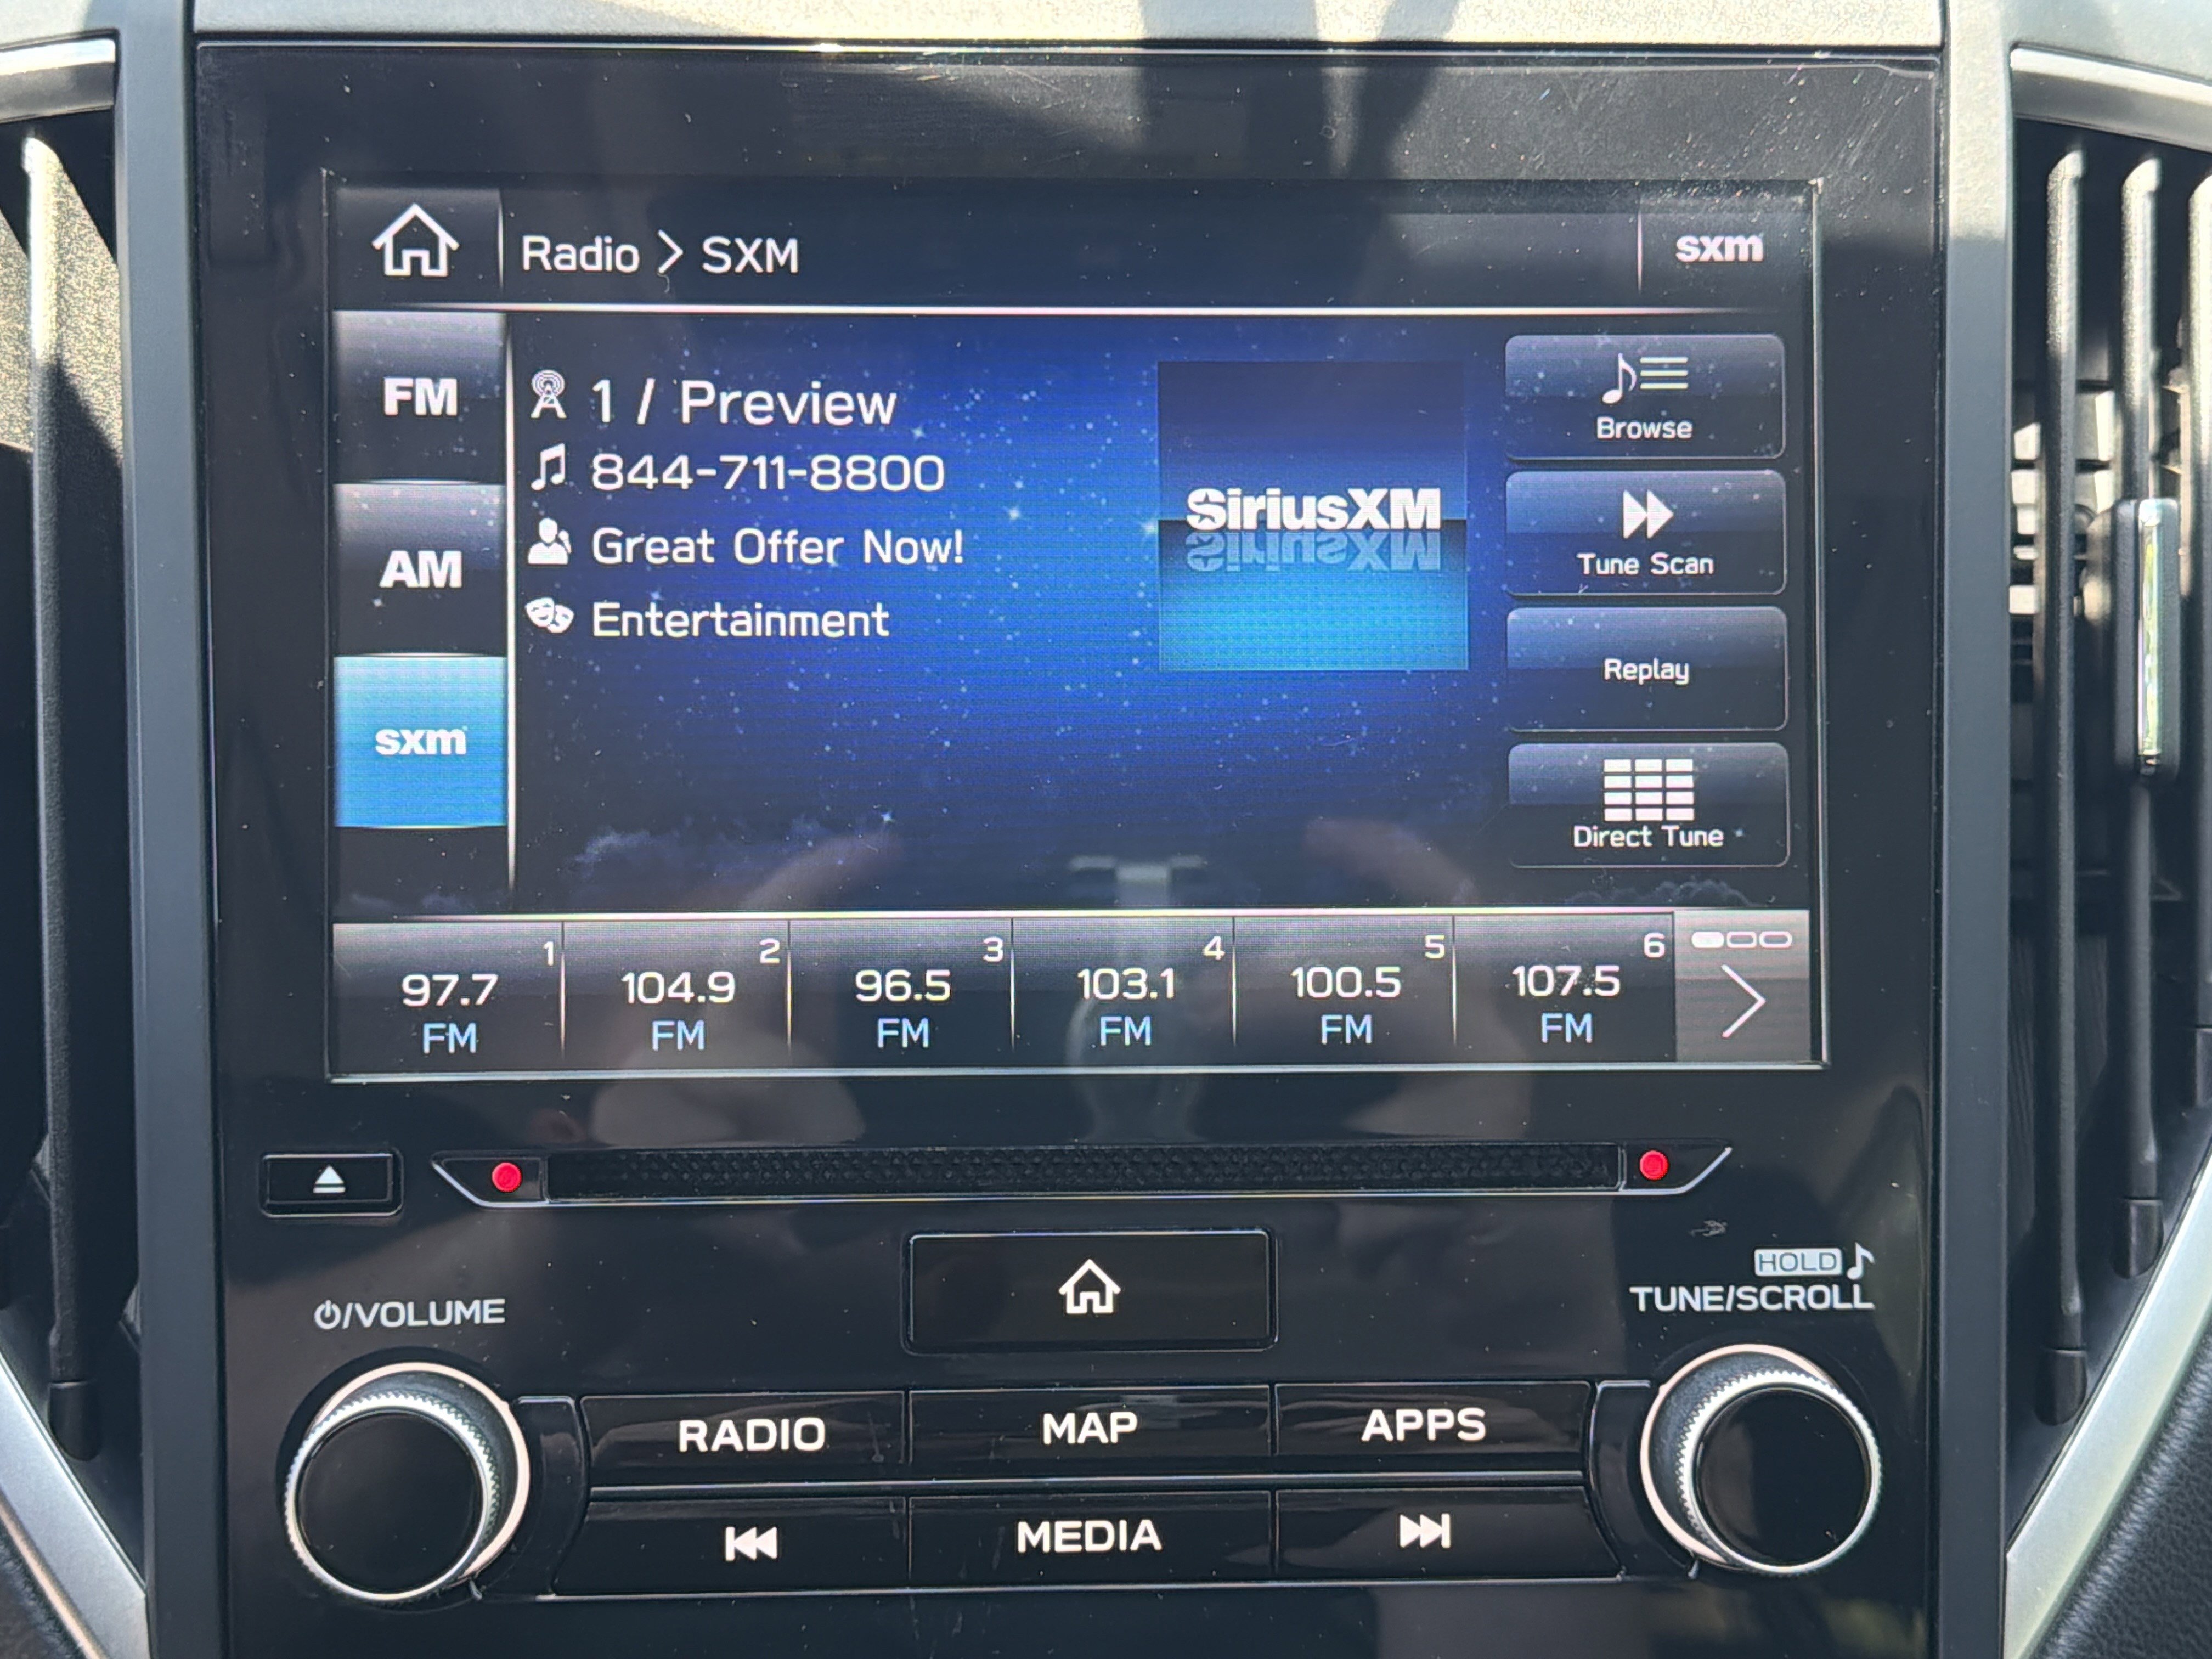 Radio > SXM
sxm
FM
AM
sxm
1 / Preview
844-711-8800
Great Offer Now!
Entertainment
SiriusXM
Browse
Tune Scan
Replay
Direct Tune
1
97.7
FM
2
104.9
FM
3
96.5
FM
4
103.1
FM
5
100.5
FM
6
107.5
FM
/VOLUME
HOLD
TUNE/SCROLL
RADIO
MAP
APPS
MEDIA